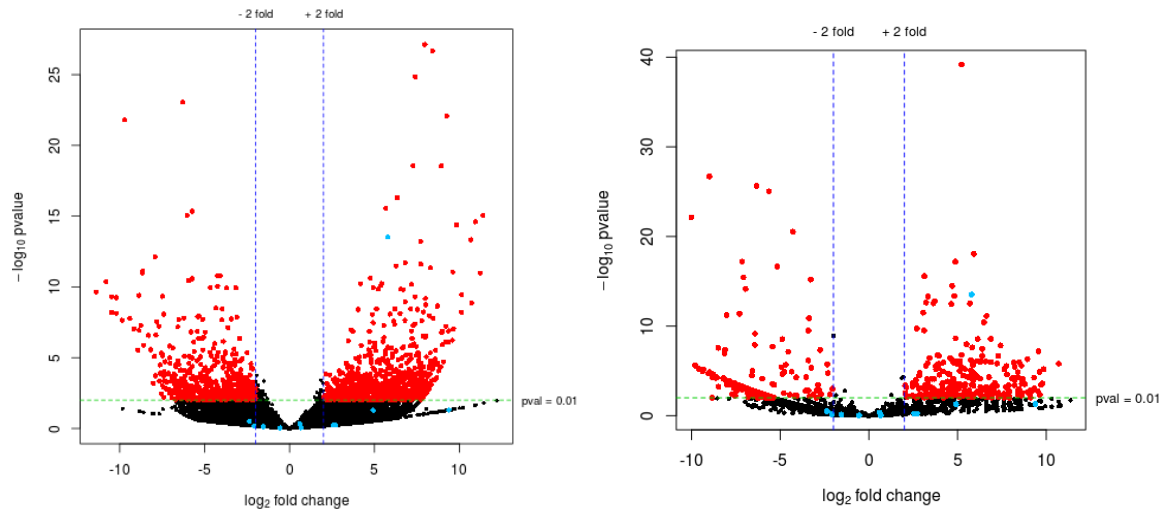 - 2 fold + 2 fold
25
20
15
10
5
0
−log10 pvalue
pval = 0.01
-10 -5 0 5 10
log2 fold change
- 2 fold + 2 fold
40
30
20
10
0
−log10 pvalue
pval = 0.01
-10 -5 0 5 10
log2 fold change